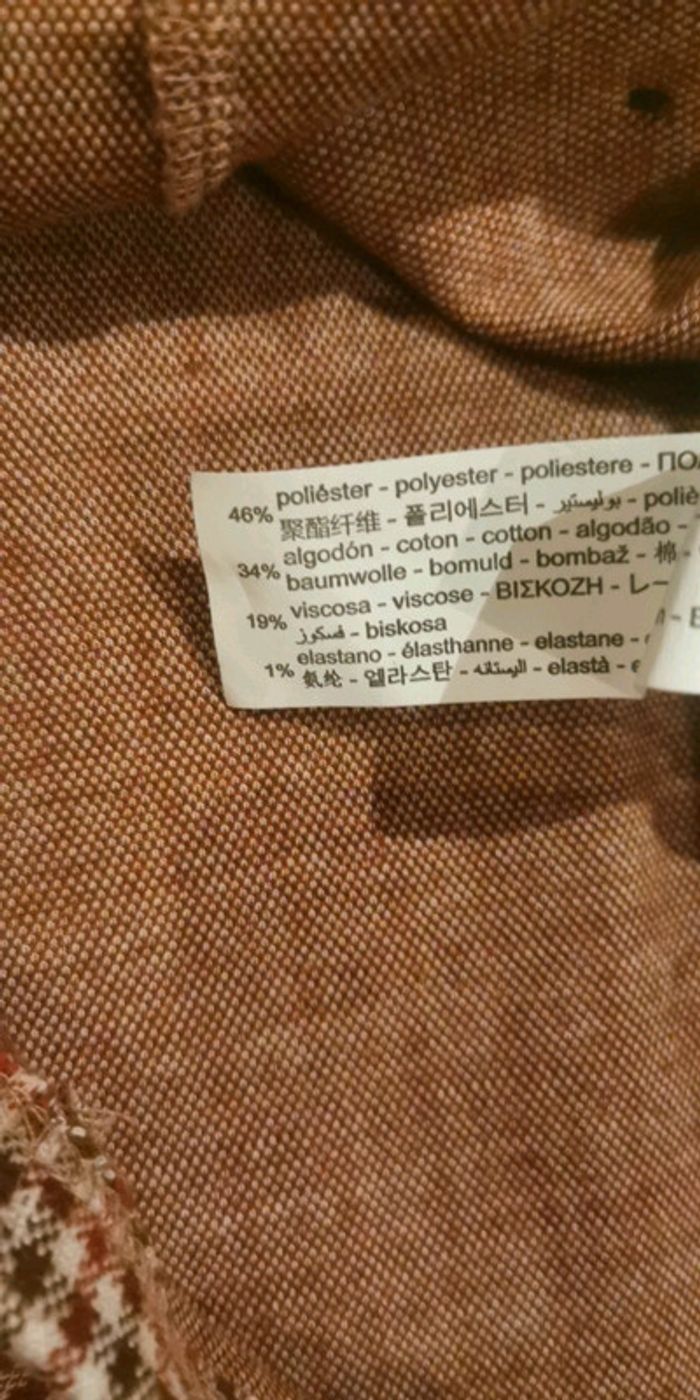 46% poliéster - polyester - poliestere - ΠΟ
聚酯纤维 - 폴리에스터 - بوليستير - poliè
34% algodón - coton - cotton - algodão -
baumwolle - bomuld - bombaž - 棉 -
19% viscosa - viscose - ΒΙΣΚΟΖΗ - レー
فسكوز - biskosa
1% elastano - élasthanne - elastane -
氨纶 - 엘라스탄 - الايستانه - elastà - e